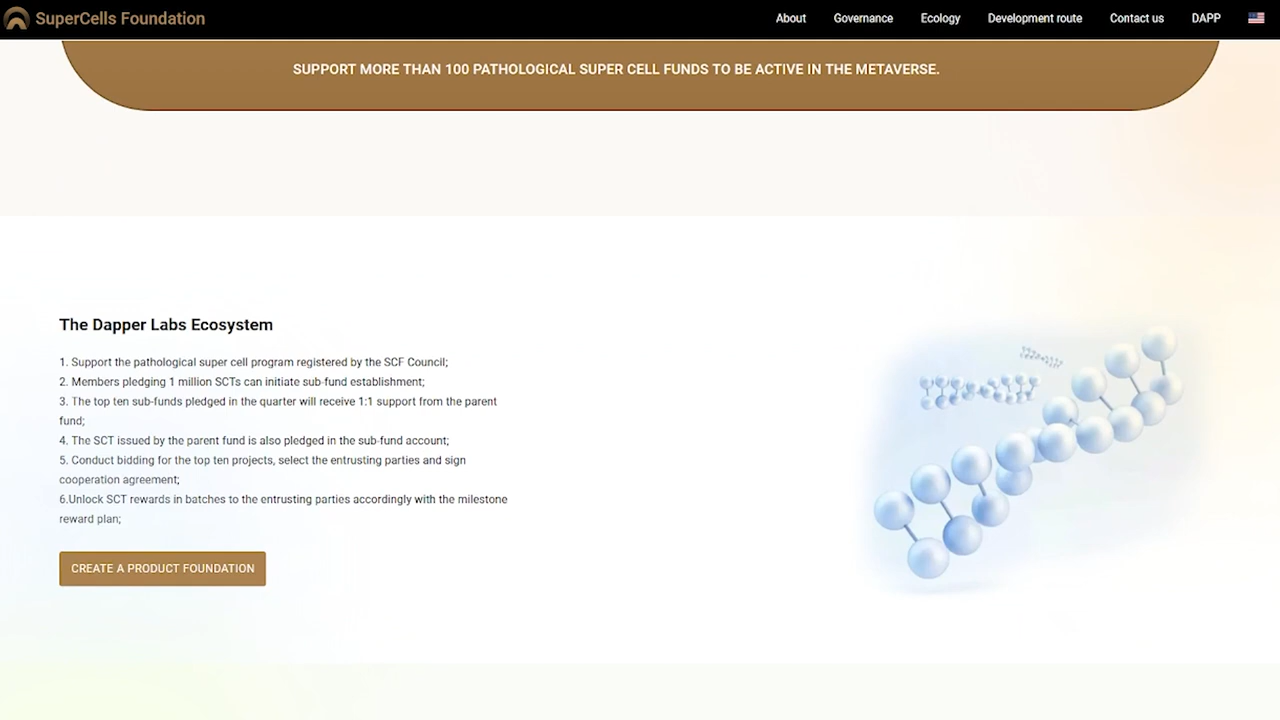 SuperCells Foundation
About Governance Ecology Development route Contact us DAPP
SUPPORT MORE THAN 100 PATHOLOGICAL SUPER CELL FUNDS TO BE ACTIVE IN THE METAVERSE.
The Dapper Labs Ecosystem
1. Support the pathological super cell program registered by the SCF Council;
2. Members pledging 1 million SCTs can initiate sub-fund establishment;
3. The top ten sub-funds pledged in the quarter will receive 1:1 support from the parent
fund;
4. The SCT issued by the parent fund is also pledged in the sub-fund account;
5. Conduct bidding for the top ten projects, select the entrusting parties and sign
cooperation agreement;
6.Unlock SCT rewards in batches to the entrusting parties accordingly with the milestone
reward plan;
CREATE A PRODUCT FOUNDATION